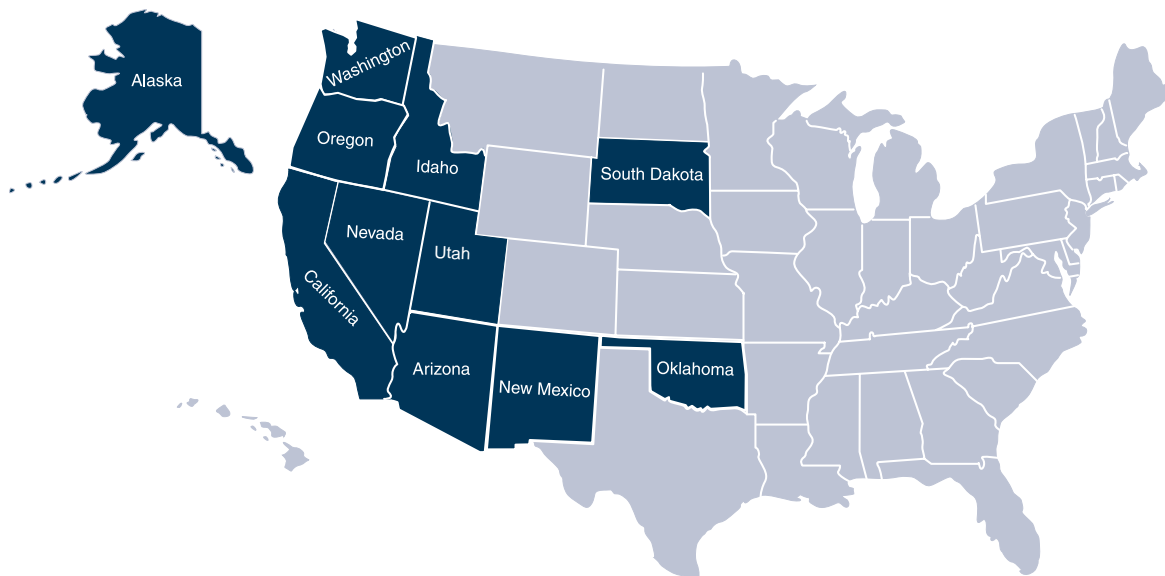 Alaska
Washington
Oregon
Idaho
South Dakota
Nevada
Utah
California
Arizona
New Mexico
Oklahoma